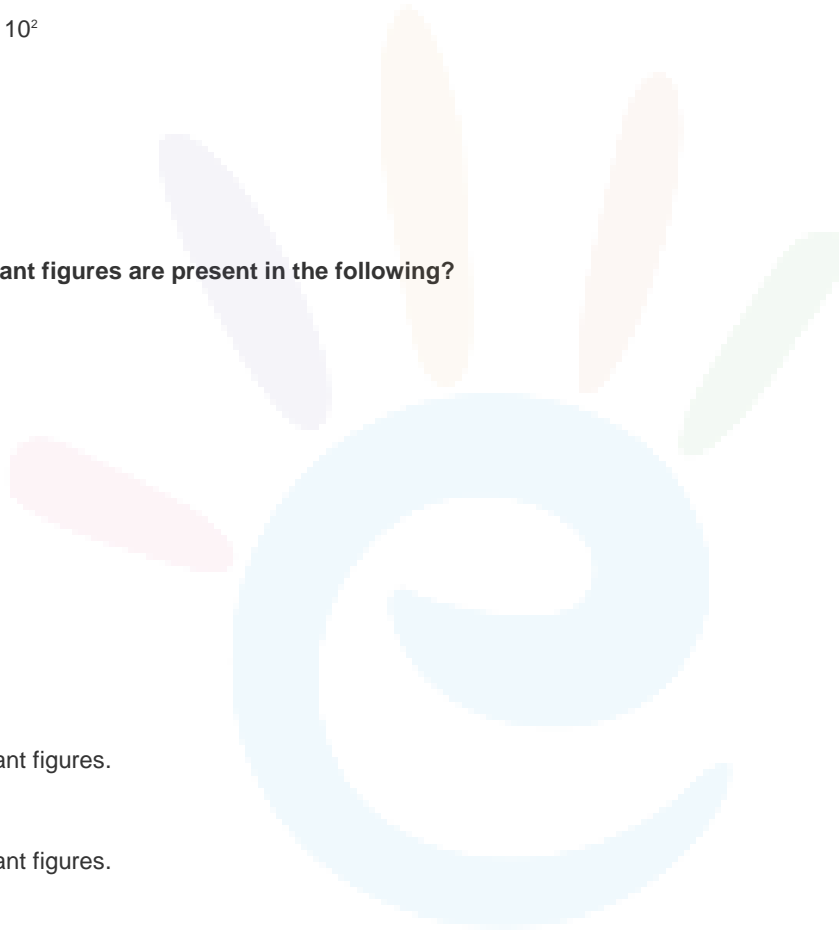 10²
ant figures are present in the following?
ant figures.
ant figures.